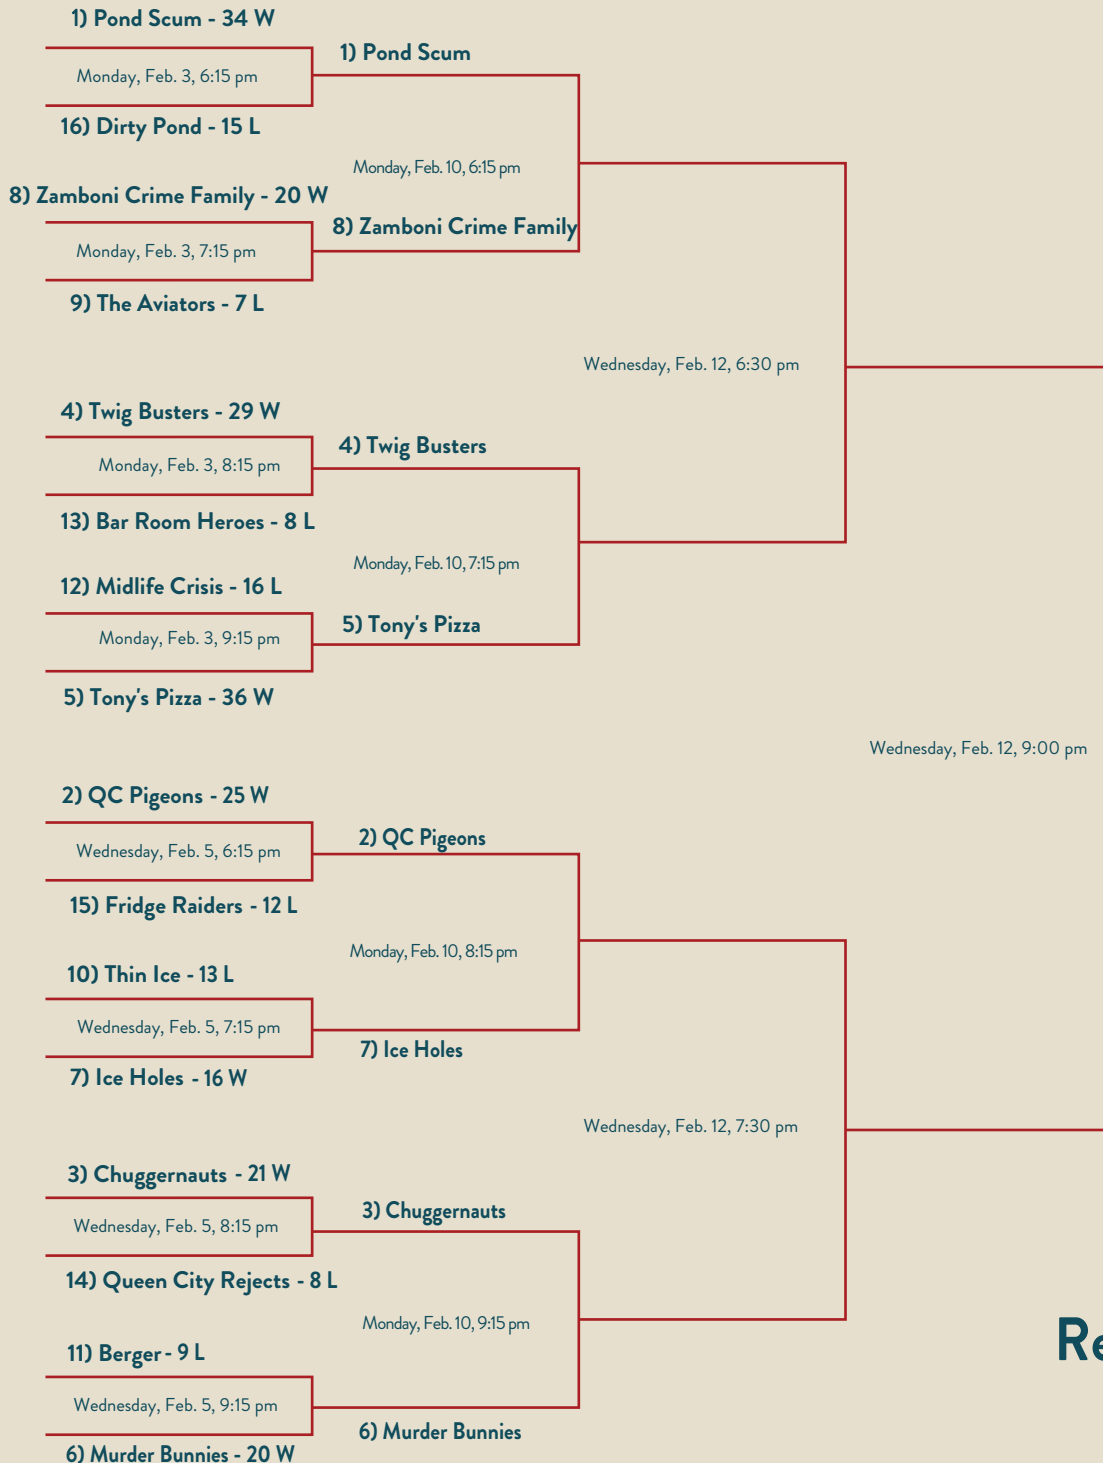 1) Pond Scum - 34 W
1) Pond Scum
Monday, Feb. 3, 6:15 pm
16) Dirty Pond - 15 L
Monday, Feb. 10, 6:15 pm
8) Zamboni Crime Family - 20 W
8) Zamboni Crime Family
Monday, Feb. 3, 7:15 pm
9) The Aviators - 7 L
Wednesday, Feb. 12, 6:30 pm
4) Twig Busters - 29 W
4) Twig Busters
Monday, Feb. 3, 8:15 pm
13) Bar Room Heroes - 8 L
Monday, Feb. 10, 7:15 pm
12) Midlife Crisis - 16 L
5) Tony's Pizza
Monday, Feb. 3, 9:15 pm
5) Tony's Pizza - 36 W
Wednesday, Feb. 12, 9:00 pm
2) QC Pigeons - 25 W
2) QC Pigeons
Wednesday, Feb. 5, 6:15 pm
15) Fridge Raiders - 12 L
Monday, Feb. 10, 8:15 pm
10) Thin Ice - 13 L
Wednesday, Feb. 5, 7:15 pm
7) Ice Holes
7) Ice Holes - 16 W
Wednesday, Feb. 12, 7:30 pm
3) Chuggernauts - 21 W
3) Chuggernauts
Wednesday, Feb. 5, 8:15 pm
14) Queen City Rejects - 8 L
Monday, Feb. 10, 9:15 pm
11) Berger - 9 L
Wednesday, Feb. 5, 9:15 pm
6) Murder Bunnies
6) Murder Bunnies - 20 W